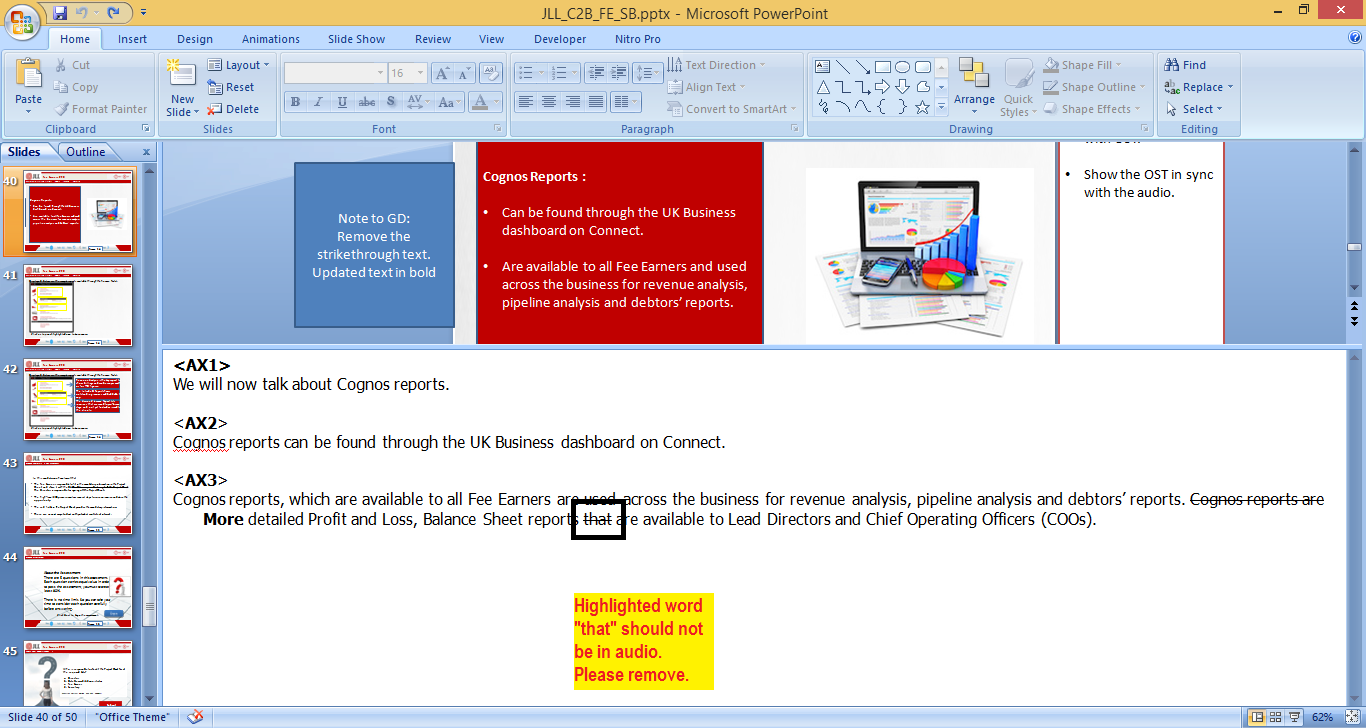 JLL_C2B_FE_SB.pptx - Microsoft PowerPoint
Home Insert Design Animations Slide Show Review View Developer Nitro Pro
Paste
Cut
Copy
Format Painter
Clipboard
New Slide
Layout
Reset
Delete
Slides
16
B I U abc S AV Aa A
Font
Text Direction
Align Text
Convert to SmartArt
Paragraph
Arrange
Quick Styles
Shape Fill
Shape Outline
Shape Effects
Drawing
Find
Replace
Select
Editing
Slides Outline x
40
41
42
43
44
45
Note to GD:
Remove the
strikethrough text.
Updated text in bold
Cognos Reports :
• Can be found through the UK Business
dashboard on Connect.
• Are available to all Fee Earners and used
across the business for revenue analysis,
pipeline analysis and debtors’ reports.
• Show the OST in sync
with the audio.
<AX1>
We will now talk about Cognos reports.
<AX2>
Cognos reports can be found through the UK Business dashboard on Connect.
<AX3>
Cognos reports, which are available to all Fee Earners are used across the business for revenue analysis, pipeline analysis and debtors’ reports. Cognos reports are
More detailed Profit and Loss, Balance Sheet reports that are available to Lead Directors and Chief Operating Officers (COOs).
Highlighted word
"that" should not
be in audio.
Please remove.
Slide 40 of 50 "Office Theme" 62%